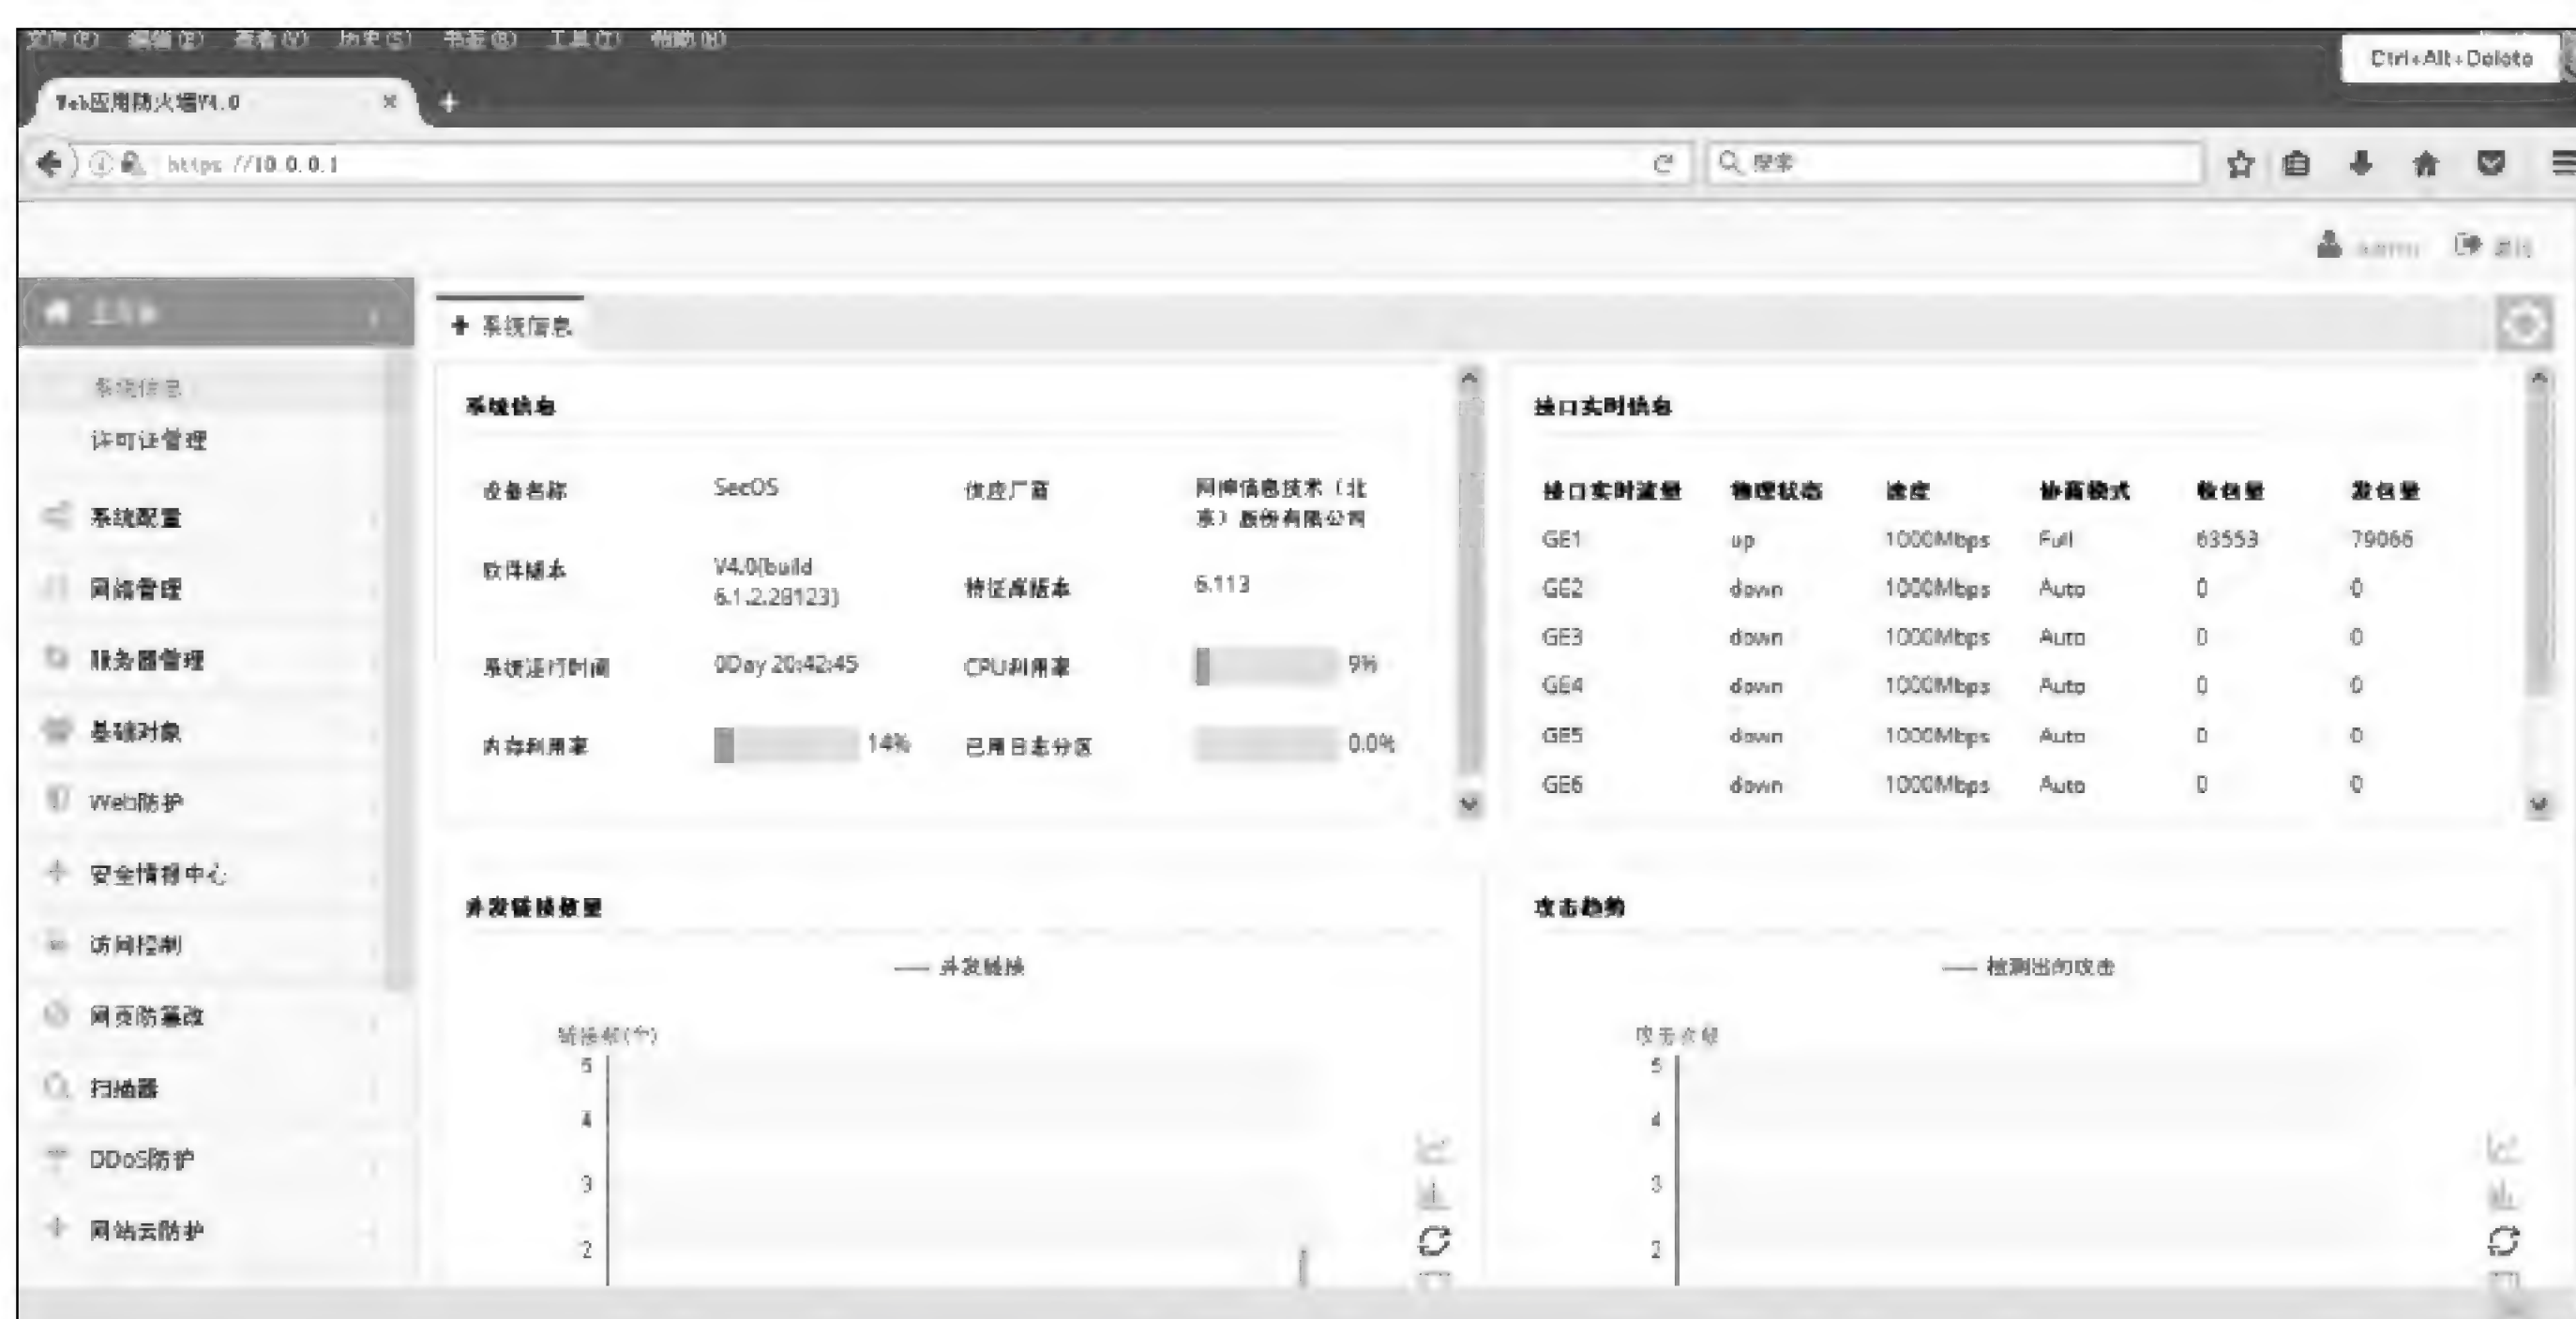 文件(F) 编辑(E) 查看(V) 历史(S) 书签(B) 工具(T) 帮助(H)
Ctrl+Alt+Delete
Web应用防火墙V4.0
https://10.0.0.1
搜索
admin 退出
系统信息
许可证管理
系统配置
网络管理
服务器管理
基础对象
Web防护
安全情报中心
访问控制
网页防篡改
扫描器
DDoS防护
网站云防护
系统信息
系统信息
设备名称 SecOS 供应厂商 网神信息技术（北
京）股份有限公司
软件版本 V4.0(build
6.1.2.28123) 特征库版本 6.113
系统运行时间 0Day 20:42:45 CPU利用率 9%
内存利用率 14% 已用日志分区 0.0%
接口实时信息
接口实时流量 物理状态 速度 协商模式 收包量 发包量
GE1 up 1000Mbps Full 63553 79066
GE2 down 1000Mbps Auto 0 0
GE3 down 1000Mbps Auto 0 0
GE4 down 1000Mbps Auto 0 0
GE5 down 1000Mbps Auto 0 0
GE6 down 1000Mbps Auto 0 0
并发链接数量
并发链接
链接数(个)
5
4
3
2
攻击趋势
检测出的攻击
攻击次数
5
4
3
2